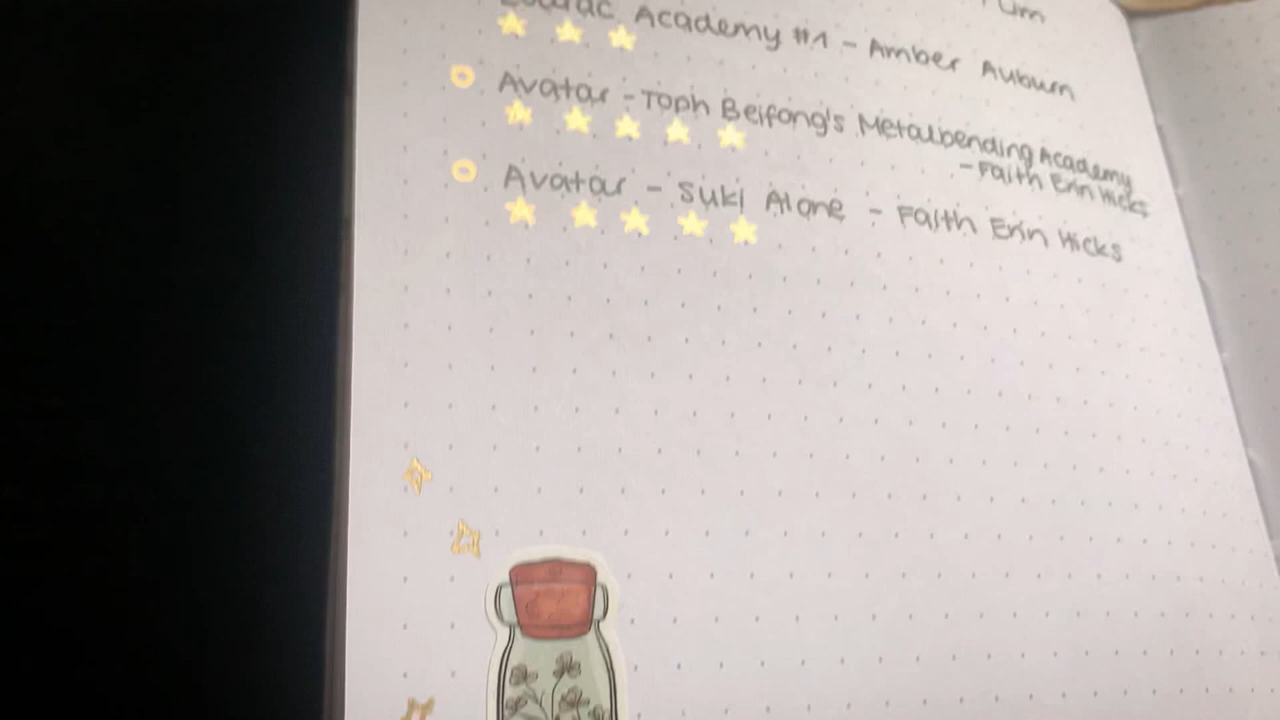 Academy #1 - Amber Auburn
Avatar - Toph Beifong's Metalbending Academy
- Faith Erin Hicks
Avatar - Suki Alone - Faith Erin Hicks